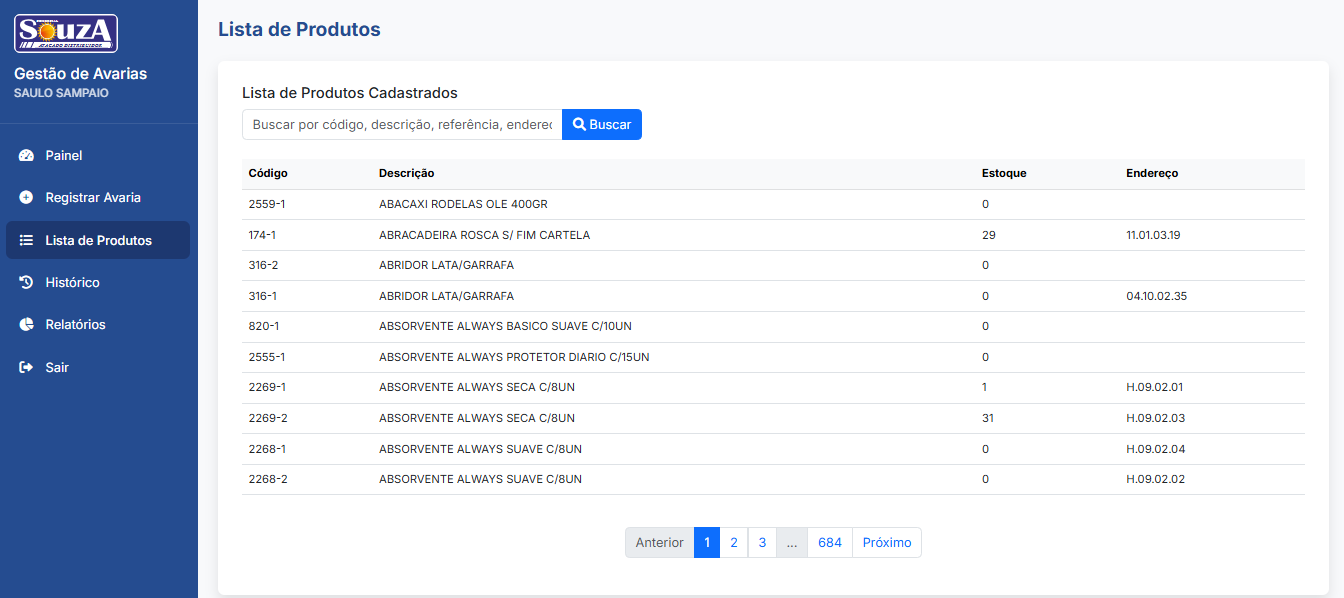 SouzA
ATACADO DISTRIBUIDOR
Gestão de Avarias
SAULO SAMPAIO
Painel
Registrar Avaria
Lista de Produtos
Histórico
Relatórios
Sair
Lista de Produtos
Lista de Produtos Cadastrados
Buscar por código, descrição, referência, endereç Buscar
Código Descrição Estoque Endereço
2559-1 ABACAXI RODELAS OLE 400GR 0
174-1 ABRACADEIRA ROSCA S/ FIM CARTELA 29 11.01.03.19
316-2 ABRIDOR LATA/GARRAFA 0
316-1 ABRIDOR LATA/GARRAFA 0 04.10.02.35
820-1 ABSORVENTE ALWAYS BASICO SUAVE C/10UN 0
2555-1 ABSORVENTE ALWAYS PROTETOR DIARIO C/15UN 0
2269-1 ABSORVENTE ALWAYS SECA C/8UN 1 H.09.02.01
2269-2 ABSORVENTE ALWAYS SECA C/8UN 31 H.09.02.03
2268-1 ABSORVENTE ALWAYS SUAVE C/8UN 0 H.09.02.04
2268-2 ABSORVENTE ALWAYS SUAVE C/8UN 0 H.09.02.02
Anterior 1 2 3 ... 684 Próximo